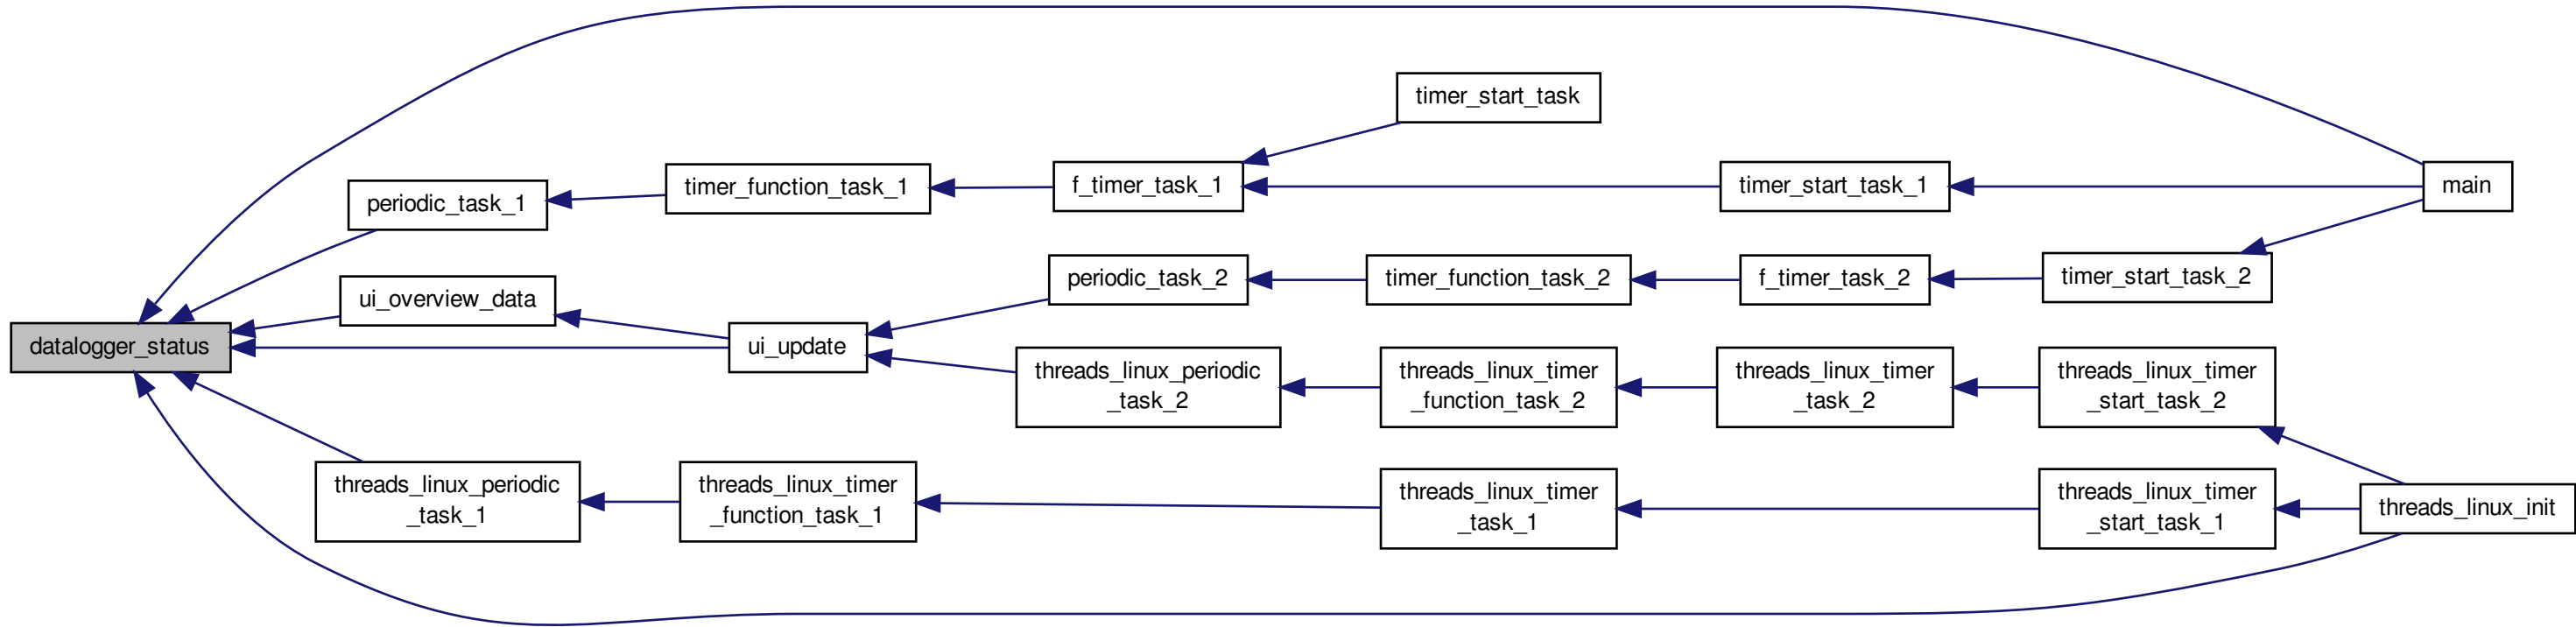 timer_start_task
main
timer_start_task_1
f_timer_task_1
timer_function_task_1
periodic_task_1
ui_overview_data
periodic_task_2
timer_function_task_2
f_timer_task_2
timer_start_task_2
datalogger_status
ui_update
threads_linux_periodic
_task_2
threads_linux_timer
_function_task_2
threads_linux_timer
_task_2
threads_linux_timer
_start_task_2
threads_linux_periodic
_task_1
threads_linux_timer
_function_task_1
threads_linux_timer
_task_1
threads_linux_timer
_start_task_1
threads_linux_init